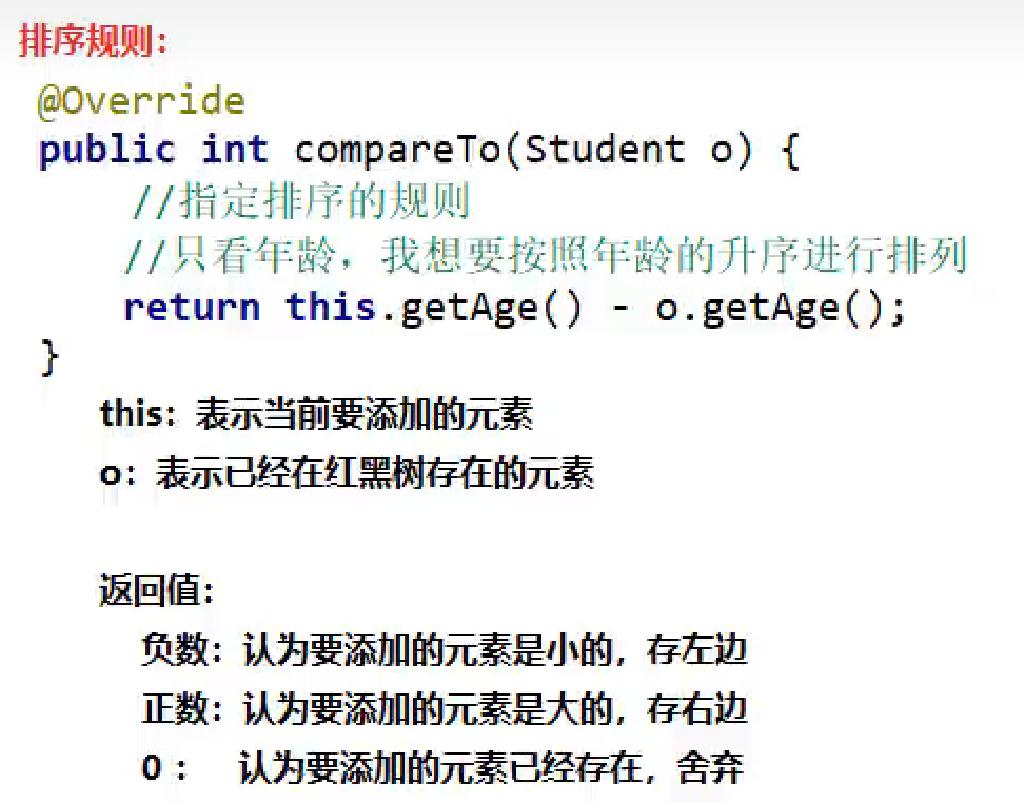 排序规则：
@Override
public int compareTo(Student o) {
//指定排序的规则
//只看年龄，我想要按照年龄的升序进行排列
return this.getAge() - o.getAge();
}
this：表示当前要添加的元素
o：表示已经在红黑树存在的元素
返回值：
负数：认为要添加的元素是小的，存左边
正数：认为要添加的元素是大的，存右边
0 ： 认为要添加的元素已经存在，舍弃